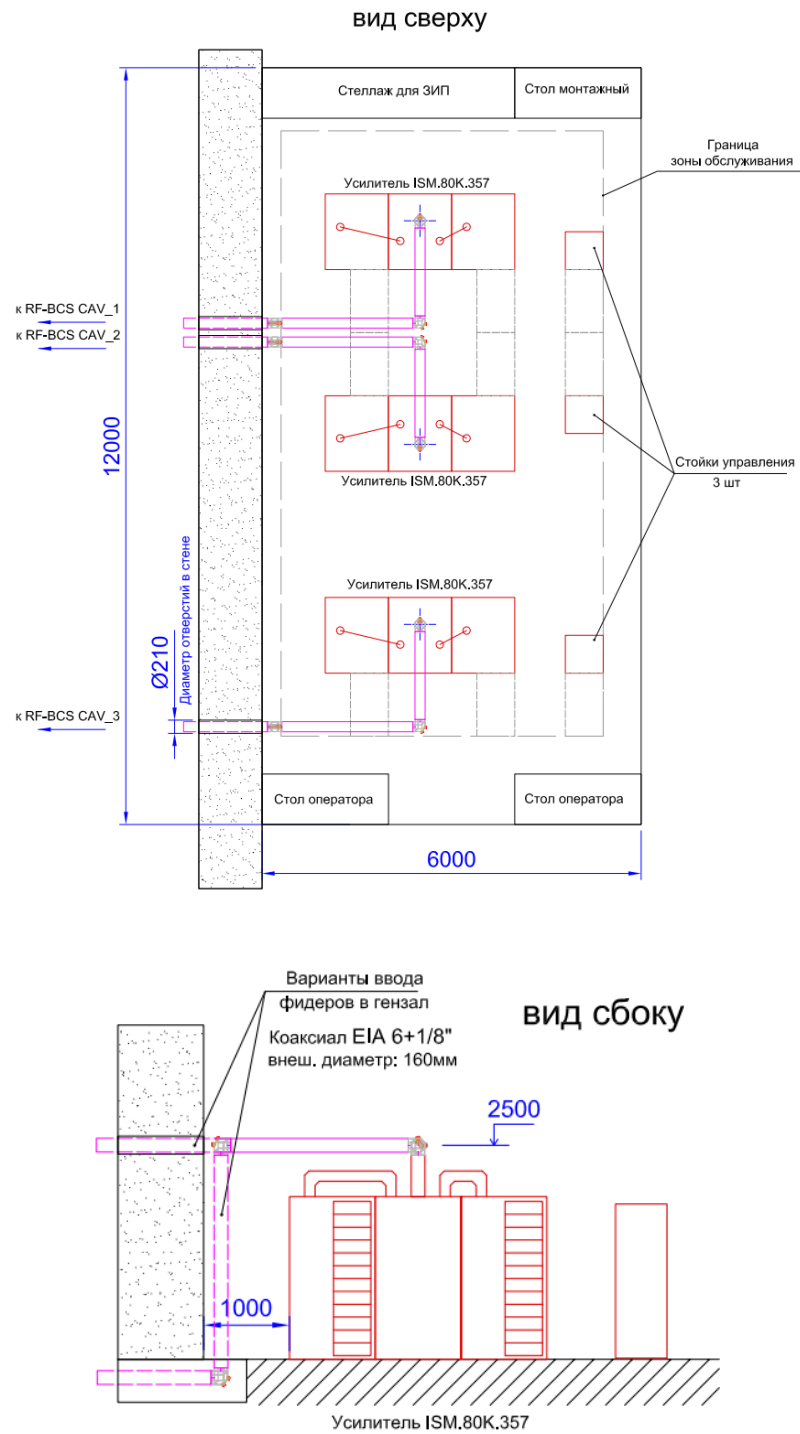 вид сверху
Стеллаж для ЗИП
Стол монтажный
Граница
зоны обслуживания
Усилитель ISM.80K.357
к RF-BCS CAV_1
к RF-BCS CAV_2
12000
Усилитель ISM.80K.357
Стойки управления
3 шт
Усилитель ISM.80K.357
Ø210
Диаметр отверстий в стене
к RF-BCS CAV_3
Стол оператора
Стол оператора
6000
Варианты ввода
фидеров в гензал
вид сбоку
Коаксиал EIA 6+1/8"
внеш. диаметр: 160мм
2500
1000
Усилитель ISM.80K.357